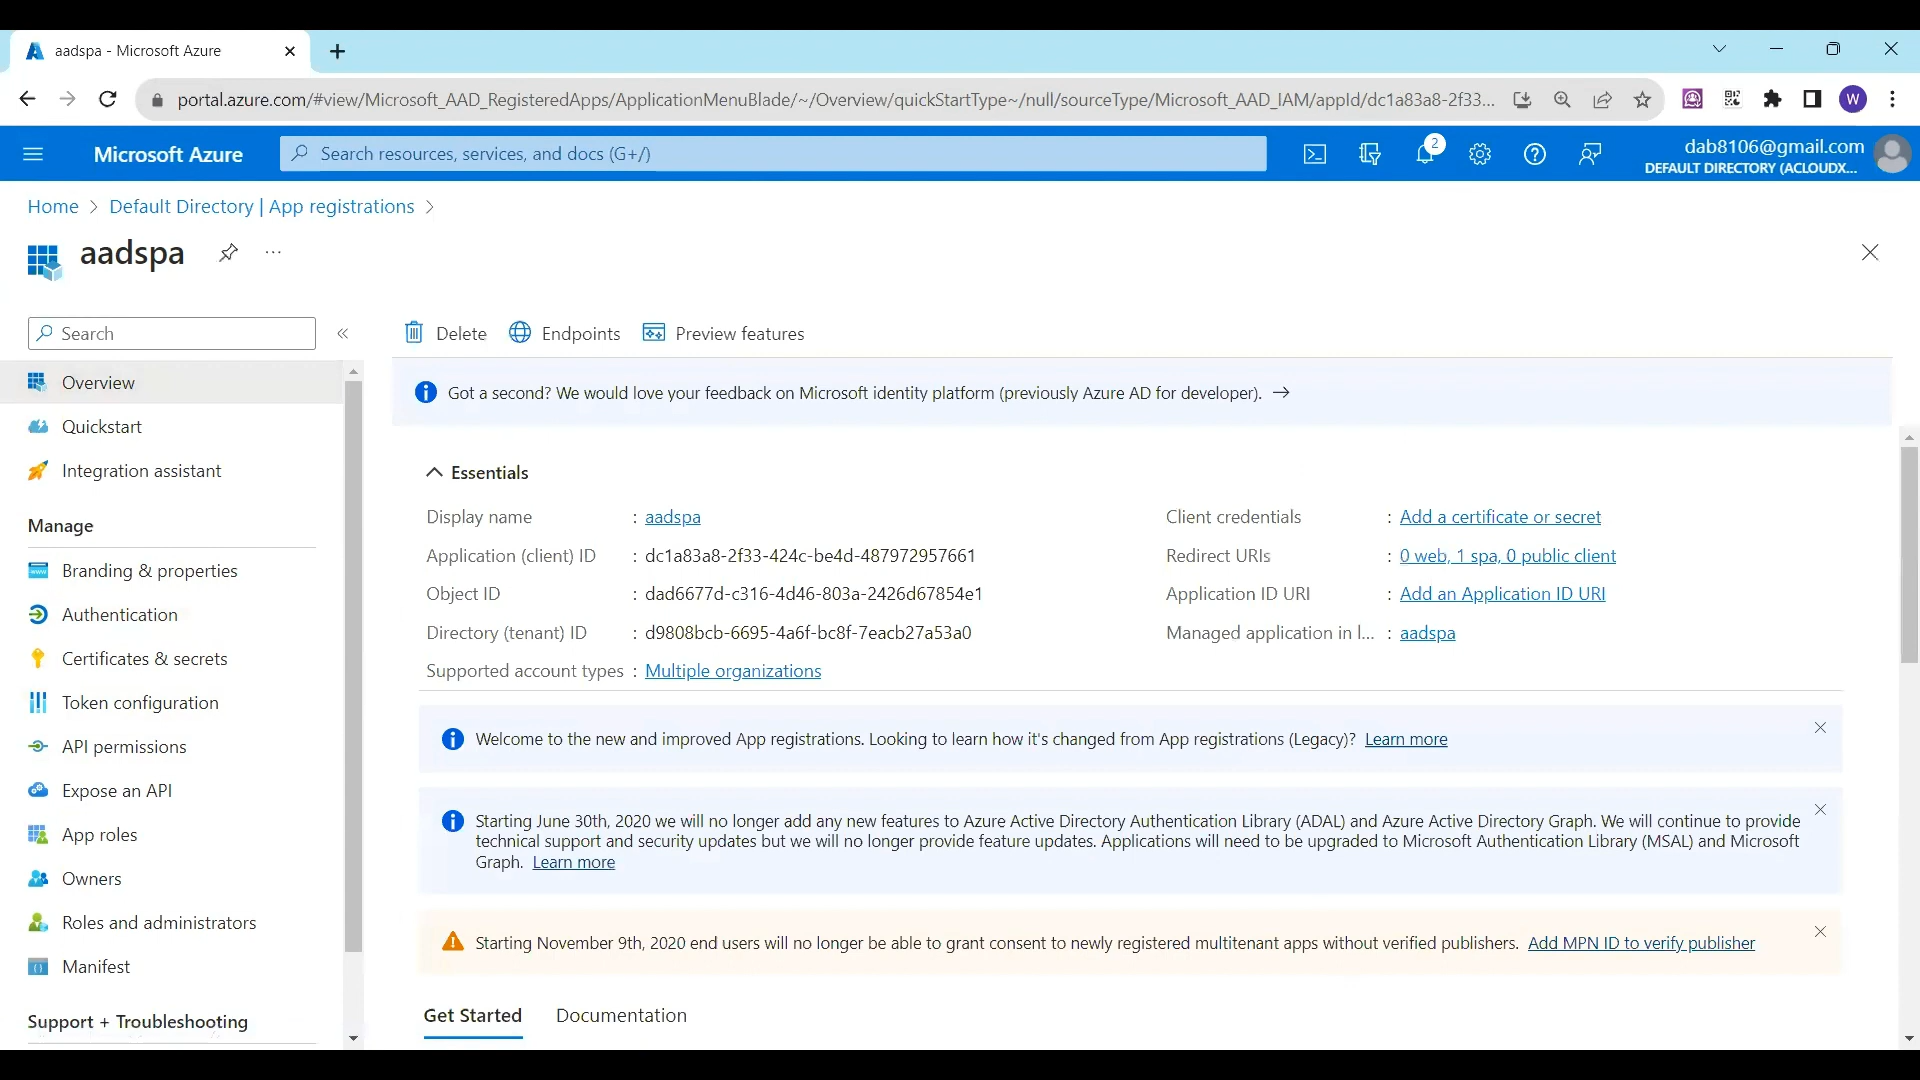 aadspa - Microsoft Azure
portal.azure.com/#view/Microsoft_AAD_RegisteredApps/ApplicationMenuBlade/~/Overview/quickStartType~/null/sourceType/Microsoft_AAD_IAM/appId/dc1a83a8-2f33...
W
Microsoft Azure
Search resources, services, and docs (G+/)
2
dab8106@gmail.com
DEFAULT DIRECTORY (ACLOUDX...
Home > Default Directory | App registrations >
aadspa
...
Search
Delete
Endpoints
Preview features
Overview
Quickstart
Integration assistant
Manage
Branding & properties
Authentication
Certificates & secrets
Token configuration
API permissions
Expose an API
App roles
Owners
Roles and administrators
Manifest
Support + Troubleshooting
Got a second? We would love your feedback on Microsoft identity platform (previously Azure AD for developer). →
Essentials
Display name : aadspa
Application (client) ID : dc1a83a8-2f33-424c-be4d-487972957661
Object ID : dad6677d-c316-4d46-803a-2426d67854e1
Directory (tenant) ID : d9808bcb-6695-4a6f-bc8f-7eacb27a53a0
Supported account types : Multiple organizations
Client credentials : Add a certificate or secret
Redirect URIs : 0 web, 1 spa, 0 public client
Application ID URI : Add an Application ID URI
Managed application in l... : aadspa
Welcome to the new and improved App registrations. Looking to learn how it's changed from App registrations (Legacy)? Learn more
Starting June 30th, 2020 we will no longer add any new features to Azure Active Directory Authentication Library (ADAL) and Azure Active Directory Graph. We will continue to provide
technical support and security updates but we will no longer provide feature updates. Applications will need to be upgraded to Microsoft Authentication Library (MSAL) and Microsoft
Graph. Learn more
Starting November 9th, 2020 end users will no longer be able to grant consent to newly registered multitenant apps without verified publishers. Add MPN ID to verify publisher
Get Started
Documentation